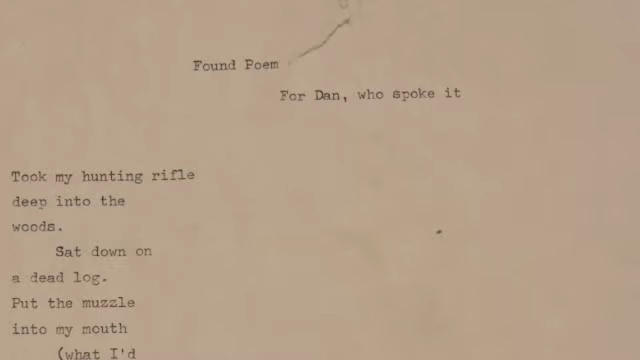 Found Poem
For Dan, who spoke it
Took my hunting rifle
deep into the
woods.
Sat down on
a dead log.
Put the muzzle
into my mouth
(what I'd